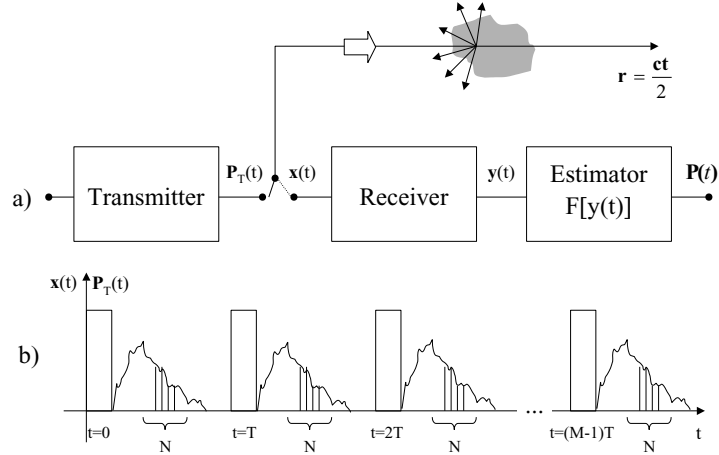 r = ct/2
a)
Transmitter
P_T(t)
x(t)
Receiver
y(t)
Estimator
F[y(t)]
P(t)
x(t)
P_T(t)
b)
t=0
N
t=T
N
t=2T
N
...
t=(M-1)T
N
t